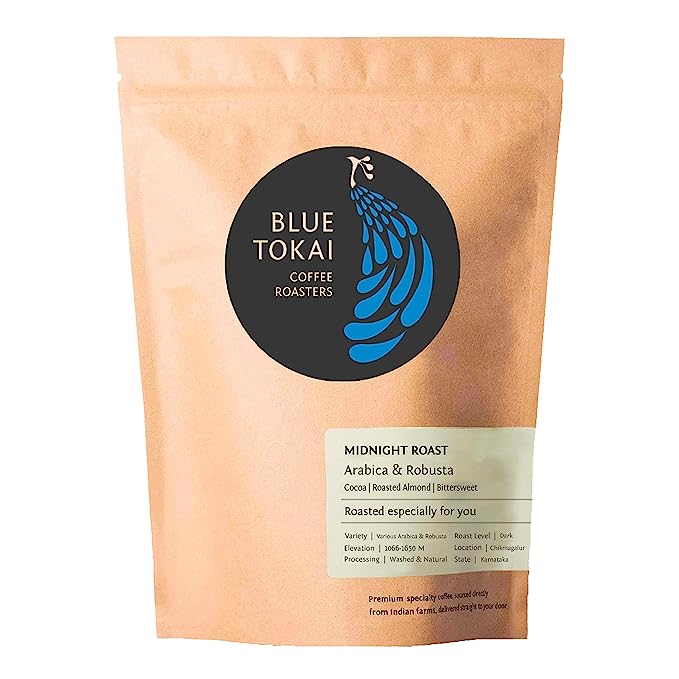 BLUE
TOKAI
COFFEE
ROASTERS
MIDNIGHT ROAST
Arabica & Robusta
Cocoa | Roasted Almond | Bittersweet
Roasted especially for you
Variety | Various Arabica & Robusta Roast Level | Dark
Elevation | 1066-1650 M Location | Chikmagalur
Processing | Washed & Natural State | Karnataka
Premium specialty coffee, sourced directly
from Indian farms, delivered straight to your door